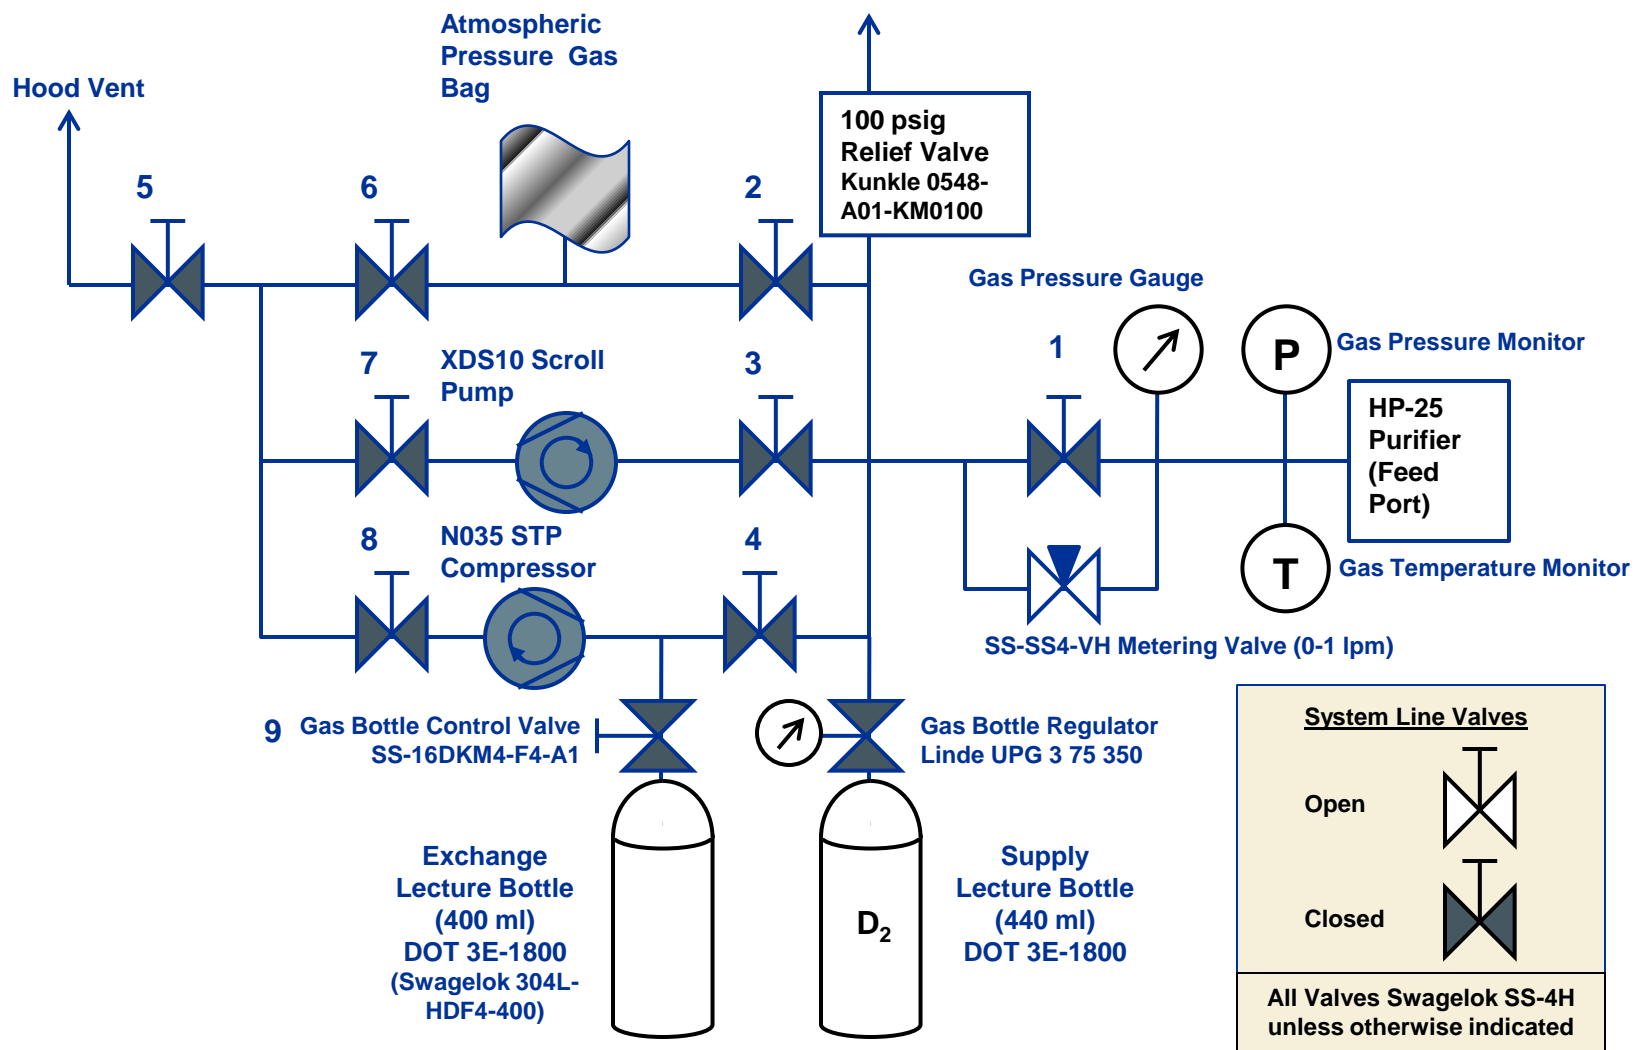 Atmospheric
Pressure Gas
Bag
Hood Vent
100 psig
Relief Valve
Kunkle 0548-
A01-KM0100
5
6
2
Gas Pressure Gauge
7
XDS10 Scroll
Pump
3
1
P
Gas Pressure Monitor
HP-25
Purifier
(Feed
Port)
8
N035 STP
Compressor
4
T
Gas Temperature Monitor
SS-SS4-VH Metering Valve (0-1 lpm)
9
Gas Bottle Control Valve
SS-16DKM4-F4-A1
Gas Bottle Regulator
Linde UPG 3 75 350
Exchange
Lecture Bottle
(400 ml)
DOT 3E-1800
(Swagelok 304L-
HDF4-400)
D2
Supply
Lecture Bottle
(440 ml)
DOT 3E-1800
System Line Valves
Open
Closed
All Valves Swagelok SS-4H
unless otherwise indicated